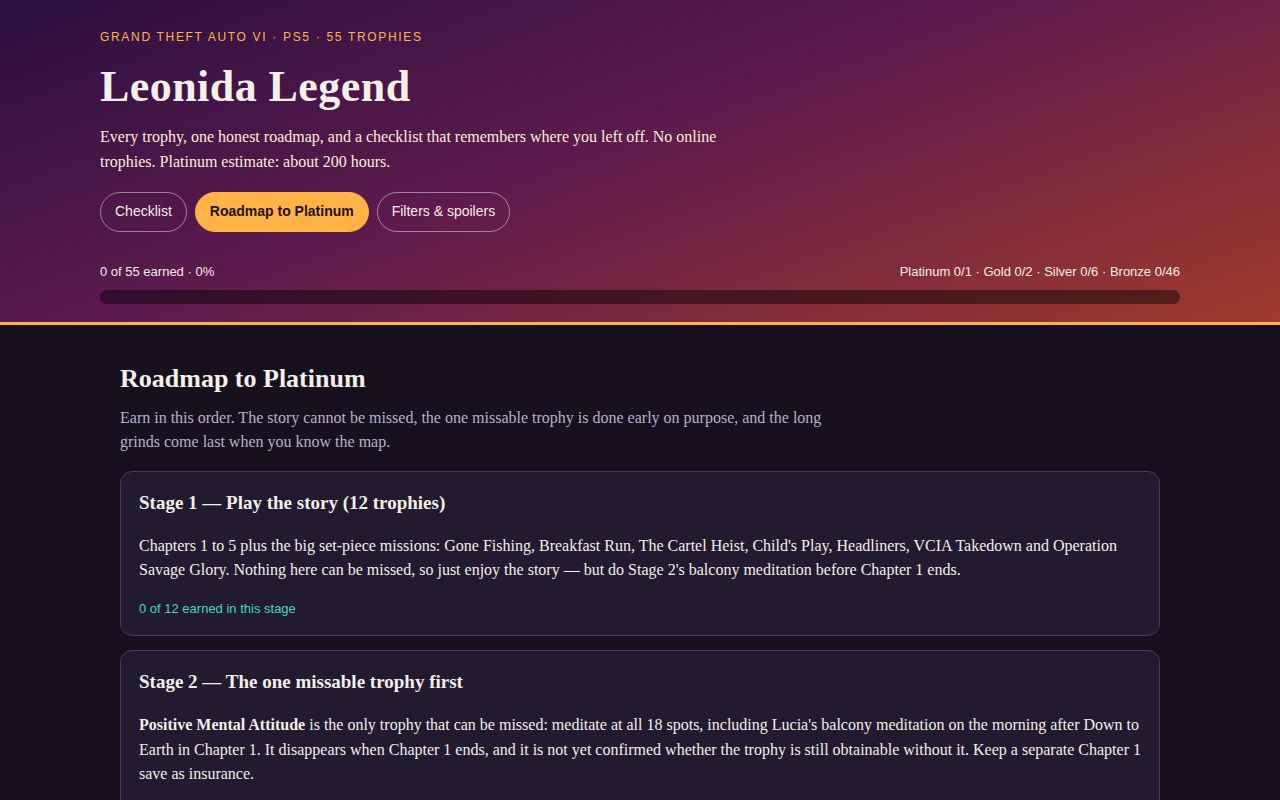 GRAND THEFT AUTO VI · PS5 · 55 TROPHIES
Leonida Legend
Every trophy, one honest roadmap, and a checklist that remembers where you left off. No online
trophies. Platinum estimate: about 200 hours.
Checklist
Roadmap to Platinum
Filters & spoilers
0 of 55 earned · 0%
Platinum 0/1 · Gold 0/2 · Silver 0/6 · Bronze 0/46
Roadmap to Platinum
Earn in this order. The story cannot be missed, the one missable trophy is done early on purpose, and the long
grinds come last when you know the map.
Stage 1 — Play the story (12 trophies)
Chapters 1 to 5 plus the big set-piece missions: Gone Fishing, Breakfast Run, The Cartel Heist, Child's Play, Headliners, VCIA Takedown and Operation
Savage Glory. Nothing here can be missed, so just enjoy the story — but do Stage 2's balcony meditation before Chapter 1 ends.
0 of 12 earned in this stage
Stage 2 — The one missable trophy first
Positive Mental Attitude is the only trophy that can be missed: meditate at all 18 spots, including Lucia's balcony meditation on the morning after Down to
Earth in Chapter 1. It disappears when Chapter 1 ends, and it is not yet confirmed whether the trophy is still obtainable without it. Keep a separate Chapter 1
save as insurance.